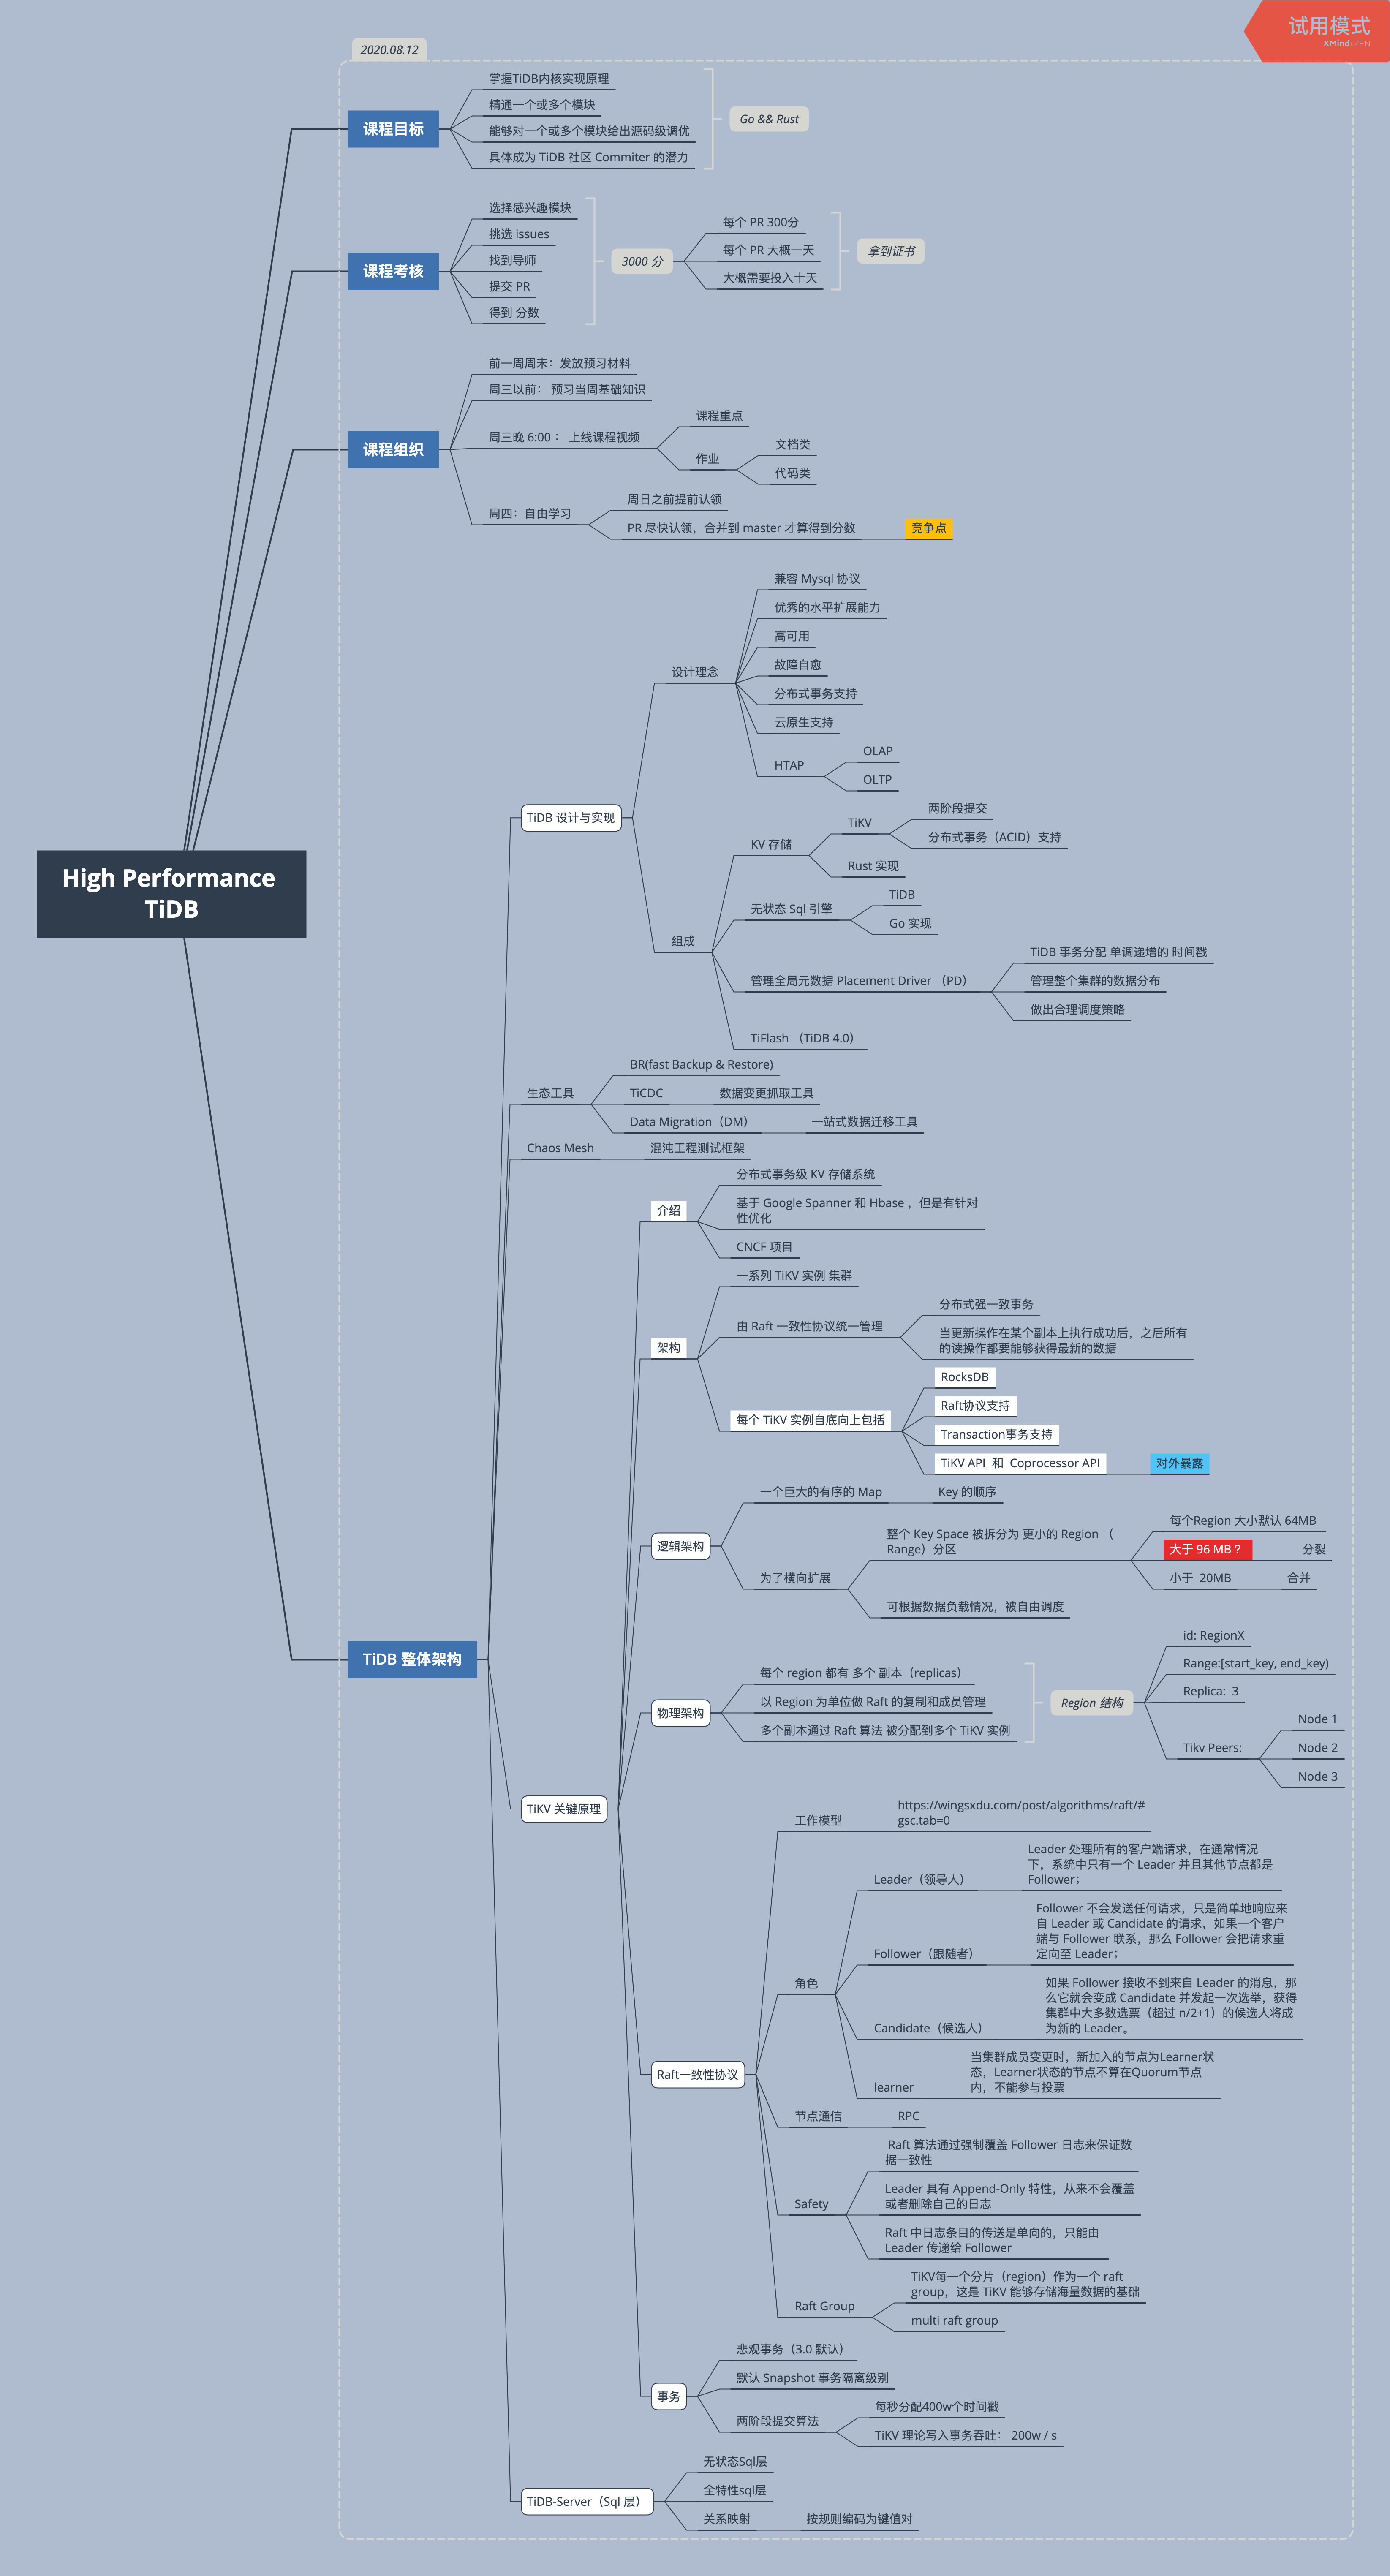 试用模式
XMind:ZEN
2020.08.12
High Performance
TiDB
课程目标
掌握TiDB内核实现原理
精通一个或多个模块
能够对一个或多个模块给出源码级调优
具体成为 TiDB 社区 Commiter 的潜力
Go && Rust
课程考核
选择感兴趣模块
挑选 issues
找到导师
提交 PR
得到 分数
3000 分
每个 PR 300分
每个 PR 大概一天
大概需要投入十天
拿到证书
课程组织
前一周周末：发放预习材料
周三以前： 预习当周基础知识
周三晚 6:00： 上线课程视频
课程重点
作业
文档类
代码类
周四：自由学习
周日之前提前认领
PR 尽快认领，合并到 master 才算得到分数
竞争点
TiDB 整体架构
TiDB 设计与实现
设计理念
兼容 Mysql 协议
优秀的水平扩展能力
高可用
故障自愈
分布式事务支持
云原生支持
HTAP
OLAP
OLTP
组成
KV 存储
TiKV
两阶段提交
分布式事务（ACID）支持
Rust 实现
无状态 Sql 引擎
TiDB
Go 实现
管理全局元数据 Placement Driver （PD）
TiDB 事务分配 单调递增的 时间戳
管理整个集群的数据分布
做出合理调度策略
TiFlash （TiDB 4.0）
生态工具
BR(fast Backup & Restore)
TiCDC
数据变更抓取工具
Data Migration（DM）
一站式数据迁移工具
Chaos Mesh
混沌工程测试框架
TiKV 关键原理
介绍
分布式事务级 KV 存储系统
基于 Google Spanner 和 Hbase ，但是有针对
性优化
CNCF 项目
架构
一系列 TiKV 实例 集群
由 Raft 一致性协议统一管理
分布式强一致事务
当更新操作在某个副本上执行成功后，之后所有
的读操作都要能够获得最新的数据
每个 TiKV 实例自底向上包括
RocksDB
Raft协议支持
Transaction事务支持
TiKV API 和 Coprocessor API
对外暴露
逻辑架构
一个巨大的有序的 Map
Key 的顺序
为了横向扩展
整个 Key Space 被拆分为 更小的 Region （
Range）分区
每个Region 大小默认 64MB
大于 96 MB？
分裂
小于 20MB
合并
可根据数据负载情况，被自由调度
物理架构
每个 region 都有 多个 副本（replicas）
以 Region 为单位做 Raft 的复制和成员管理
多个副本通过 Raft 算法 被分配到多个 TiKV 实例
Region 结构
id: RegionX
Range:[start_key, end_key)
Replica: 3
Tikv Peers:
Node 1
Node 2
Node 3
Raft一致性协议
工作模型
https://wingsxdu.com/post/algorithms/raft/#
gsc.tab=0
角色
Leader（领导人）
Leader 处理所有的客户端请求，在通常情况
下，系统中只有一个 Leader 并且其他节点都是
Follower；
Follower（跟随者）
Follower 不会发送任何请求，只是简单地响应来
自 Leader 或 Candidate 的请求，如果一个客户
端与 Follower 联系，那么 Follower 会把请求重
定向至 Leader；
Candidate（候选人）
如果 Follower 接收不到来自 Leader 的消息，那
么它就会变成 Candidate 并发起一次选举，获得
集群中大多数选票（超过 n/2+1）的候选人将成
为新的 Leader。
learner
当集群成员变更时，新加入的节点为Learner状
态，Learner状态的节点不算在Quorum节点
内，不能参与投票
节点通信
RPC
Safety
Raft 算法通过强制覆盖 Follower 日志来保证数
据一致性
Leader 具有 Append-Only 特性，从来不会覆盖
或者删除自己的日志
Raft 中日志条目的传送是单向的，只能由
Leader 传递给 Follower
Raft Group
TiKV每一个分片（region）作为一个 raft
group，这是 TiKV 能够存储海量数据的基础
multi raft group
事务
悲观事务（3.0 默认）
默认 Snapshot 事务隔离级别
两阶段提交算法
每秒分配400w个时间戳
TiKV 理论写入事务吞吐： 200w / s
TiDB-Server（Sql 层）
无状态Sql层
全特性sql层
关系映射
按规则编码为键值对